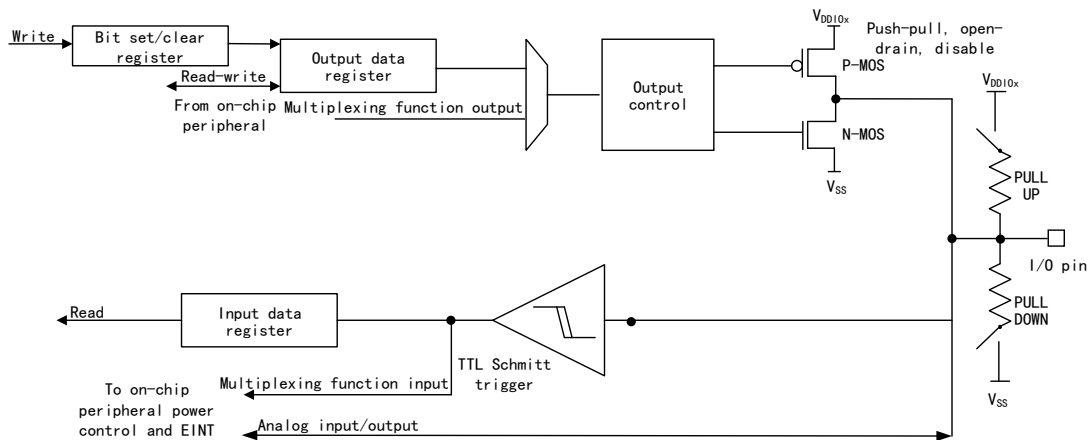 Write
Bit set/clear
register
Read-write
From on-chip
peripheral
Output data
register
Multiplexing function output
Output
control
VDDIOx
Push-pull, open-
drain, disable
P-MOS
N-MOS
VSS
VDDIOx
PULL
UP
I/O pin
PULL
DOWN
VSS
Read
Input data
register
TTL Schmitt
trigger
Multiplexing function input
To on-chip
peripheral power
control and EINT
Analog input/output